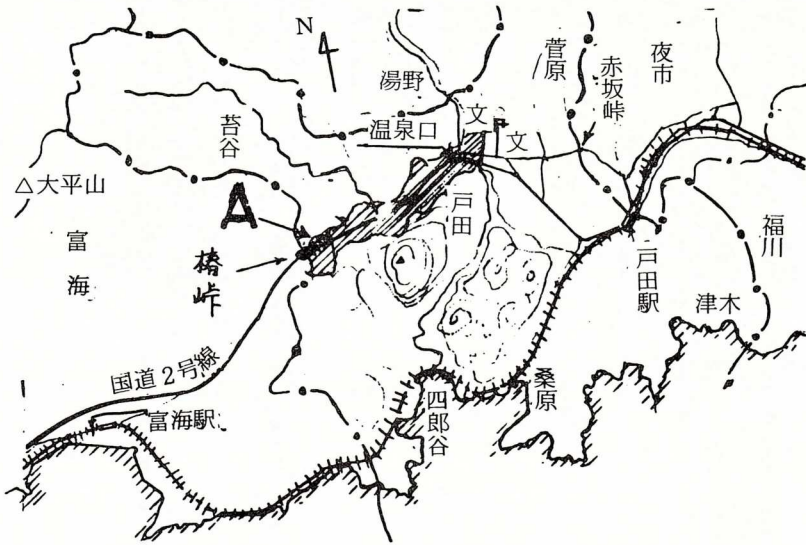 N
湯野
菅原
赤坂峠
夜市
文
文
温泉口
苔谷
△大平山
富海
A
椿峠
戸田
戸田駅
福川
津木
国道2号線
富海駅
四郎谷
桑原